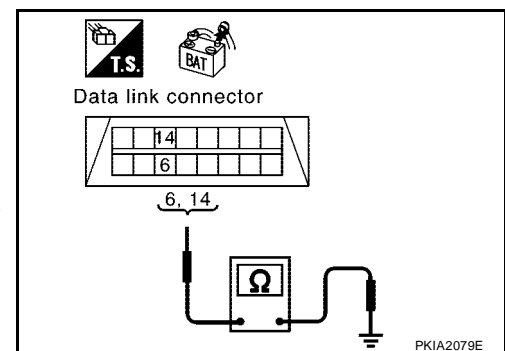 T.S.
BAT
Data link connector
14
6
6, 14
Ω
PKIA2079E